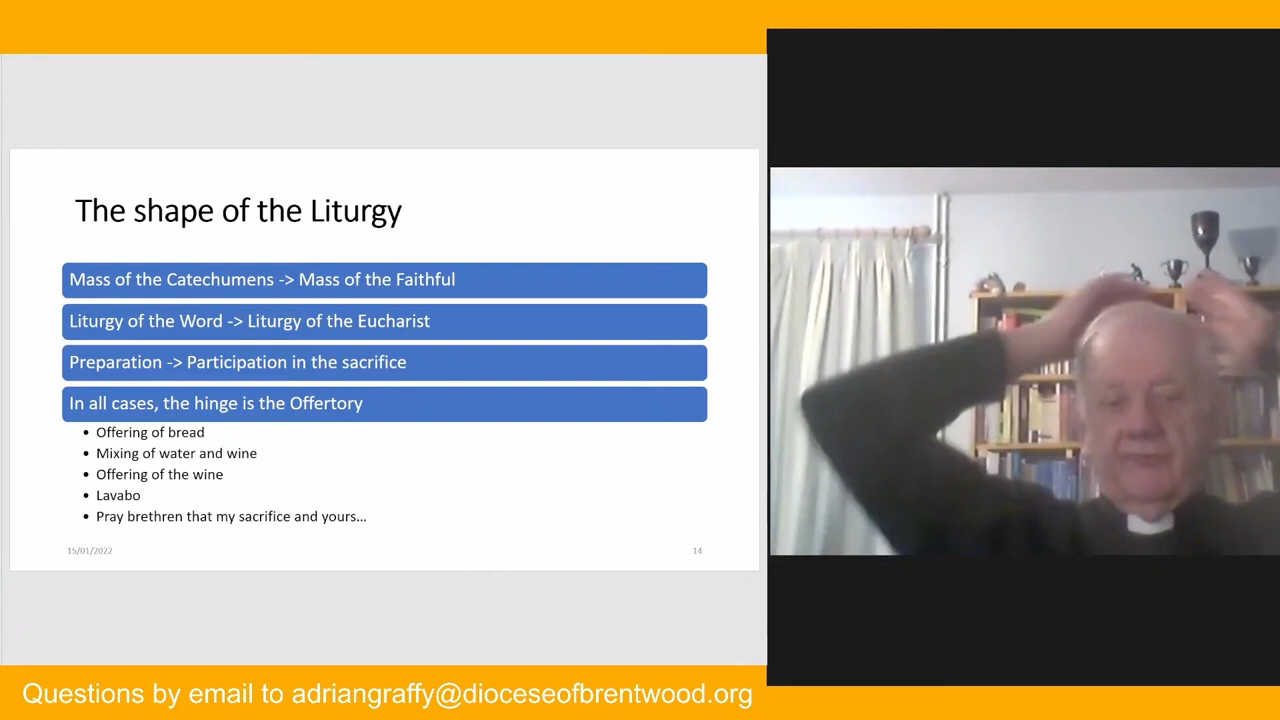 The shape of the Liturgy
Mass of the Catechumens -> Mass of the Faithful
Liturgy of the Word -> Liturgy of the Eucharist
Preparation -> Participation in the sacrifice
In all cases, the hinge is the Offertory
• Offering of bread
• Mixing of water and wine
• Offering of the wine
• Lavabo
• Pray brethren that my sacrifice and yours…
15/01/2022
14
Questions by email to adriangraffy@dioceseofbrentwood.org